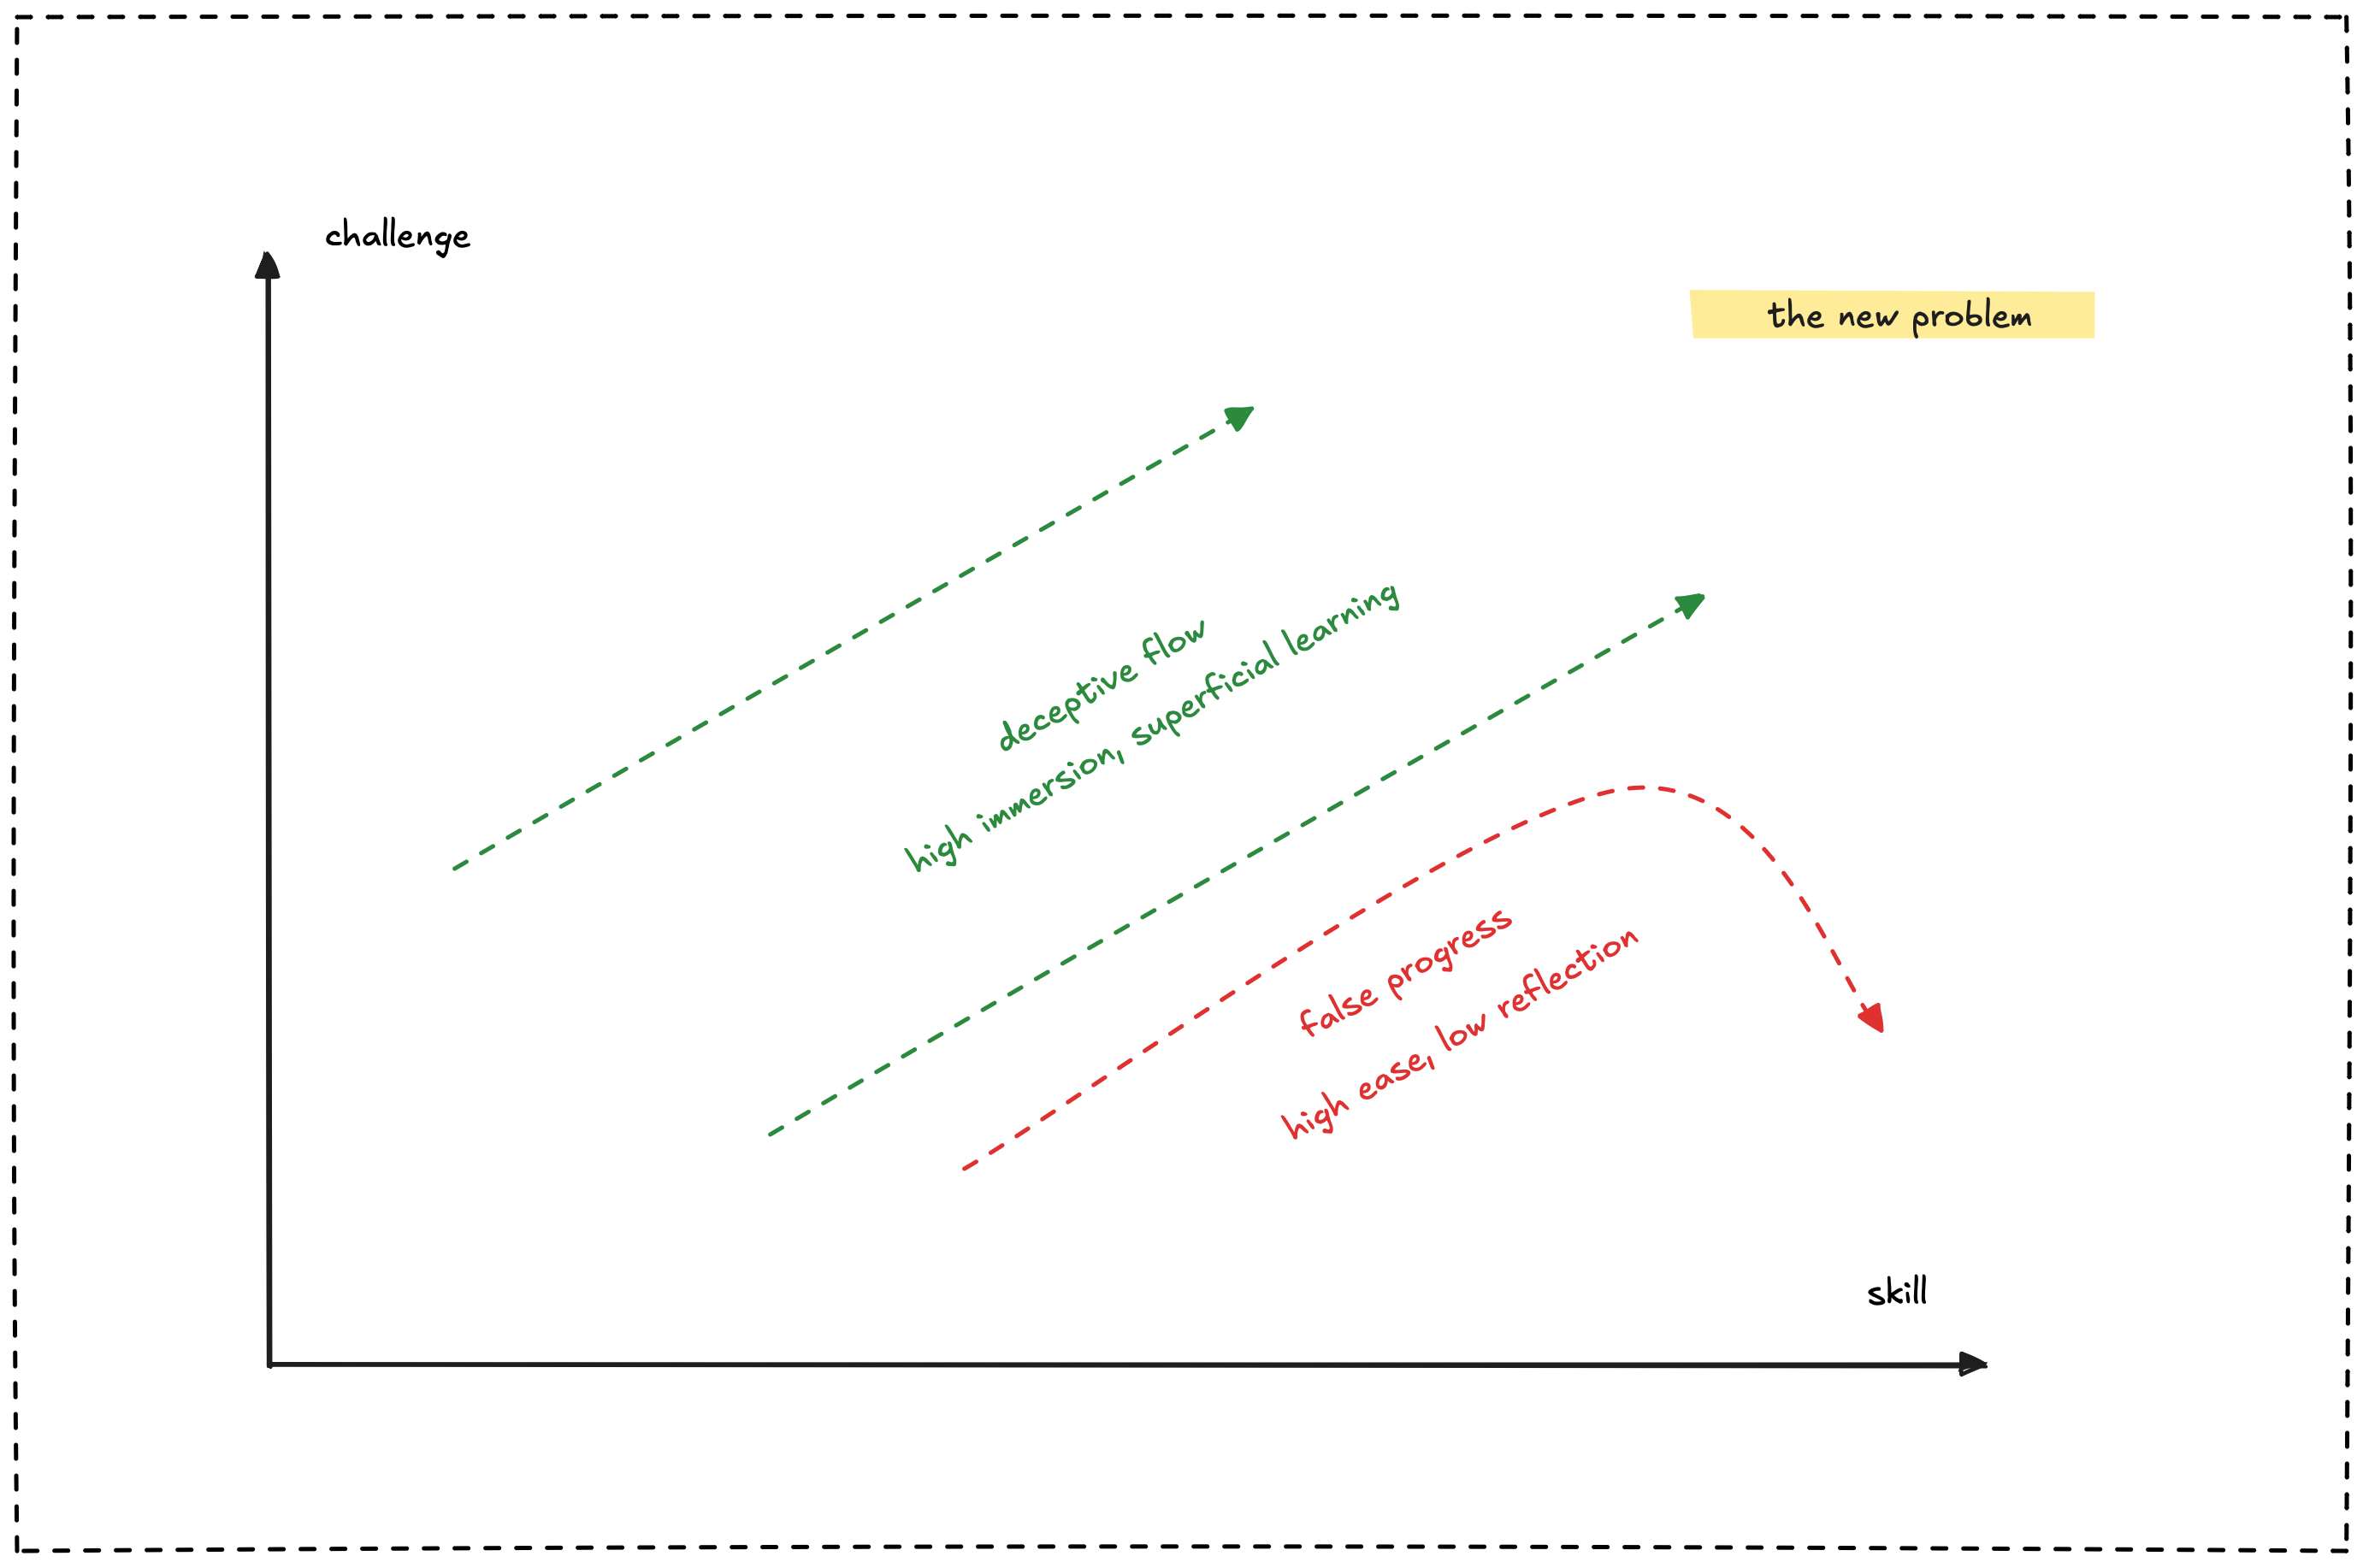 challenge
the new problem
deceptive flow
high immersion, superficial learning
false progress
high ease, low reflection
skill